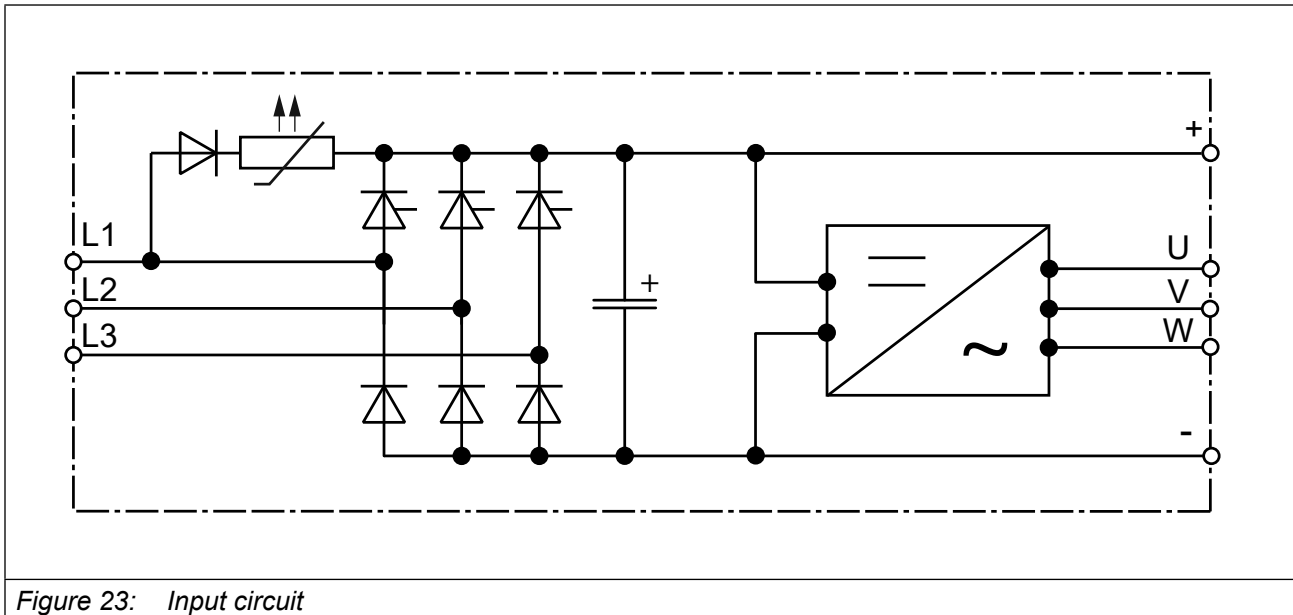 +
L1
U
L2
+
V
L3
W
~
-
Figure 23: Input circuit